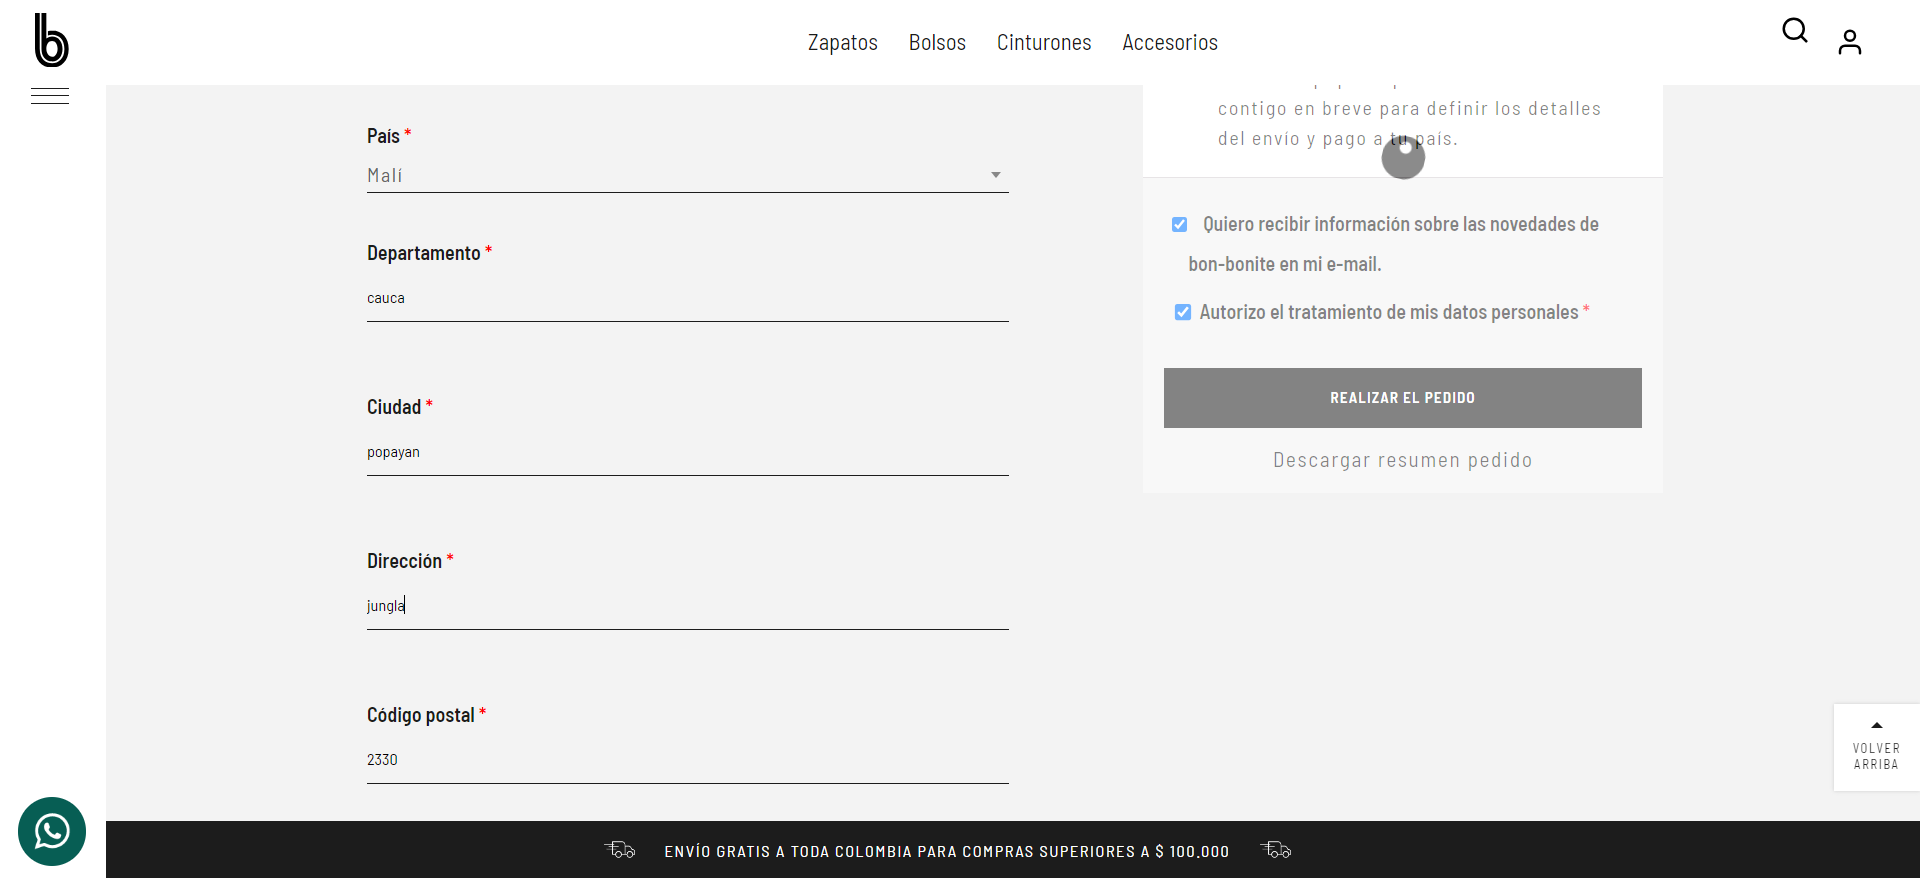 b
Zapatos Bolsos Cinturones Accesorios
País *
Malí
Departamento *
cauca
Ciudad *
popayan
Dirección *
jungla
Código postal *
2330
contigo en breve para definir los detalles
del envío y pago a tu país.
Quiero recibir información sobre las novedades de
bon-bonite en mi e-mail.
Autorizo el tratamiento de mis datos personales *
REALIZAR EL PEDIDO
Descargar resumen pedido
VOLVER
ARRIBA
ENVÍO GRATIS A TODA COLOMBIA PARA COMPRAS SUPERIORES A $ 100.000